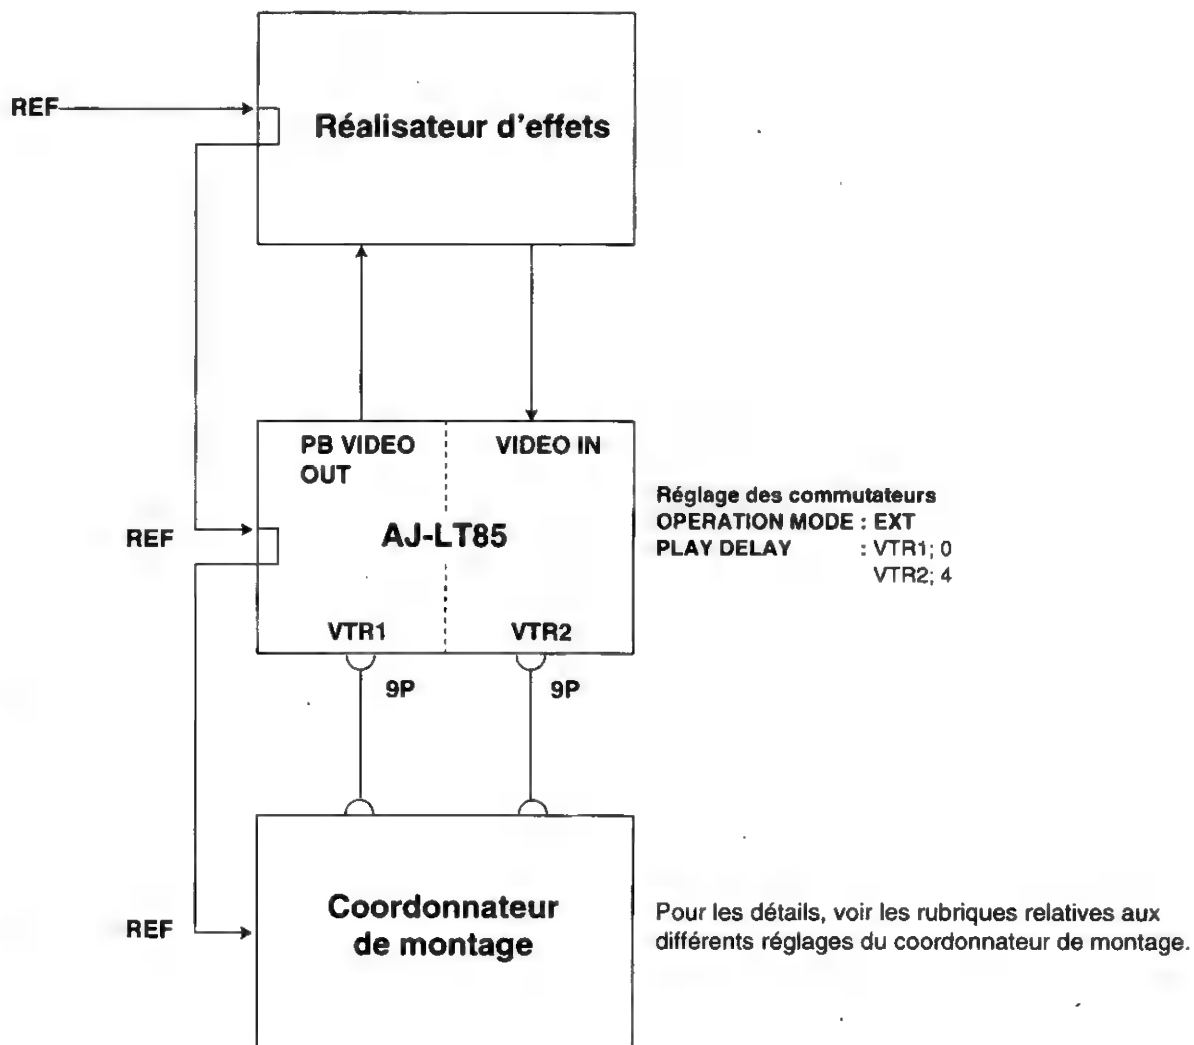 REF
Réalisateur d'effets
PB VIDEO
OUT
VIDEO IN
REF
AJ-LT85
VTR1
VTR2
9P
9P
Réglage des commutateurs
OPERATION MODE : EXT
PLAY DELAY : VTR1; 0
VTR2; 4
REF
Coordonnateur
de montage
Pour les détails, voir les rubriques relatives aux
différents réglages du coordonnateur de montage.